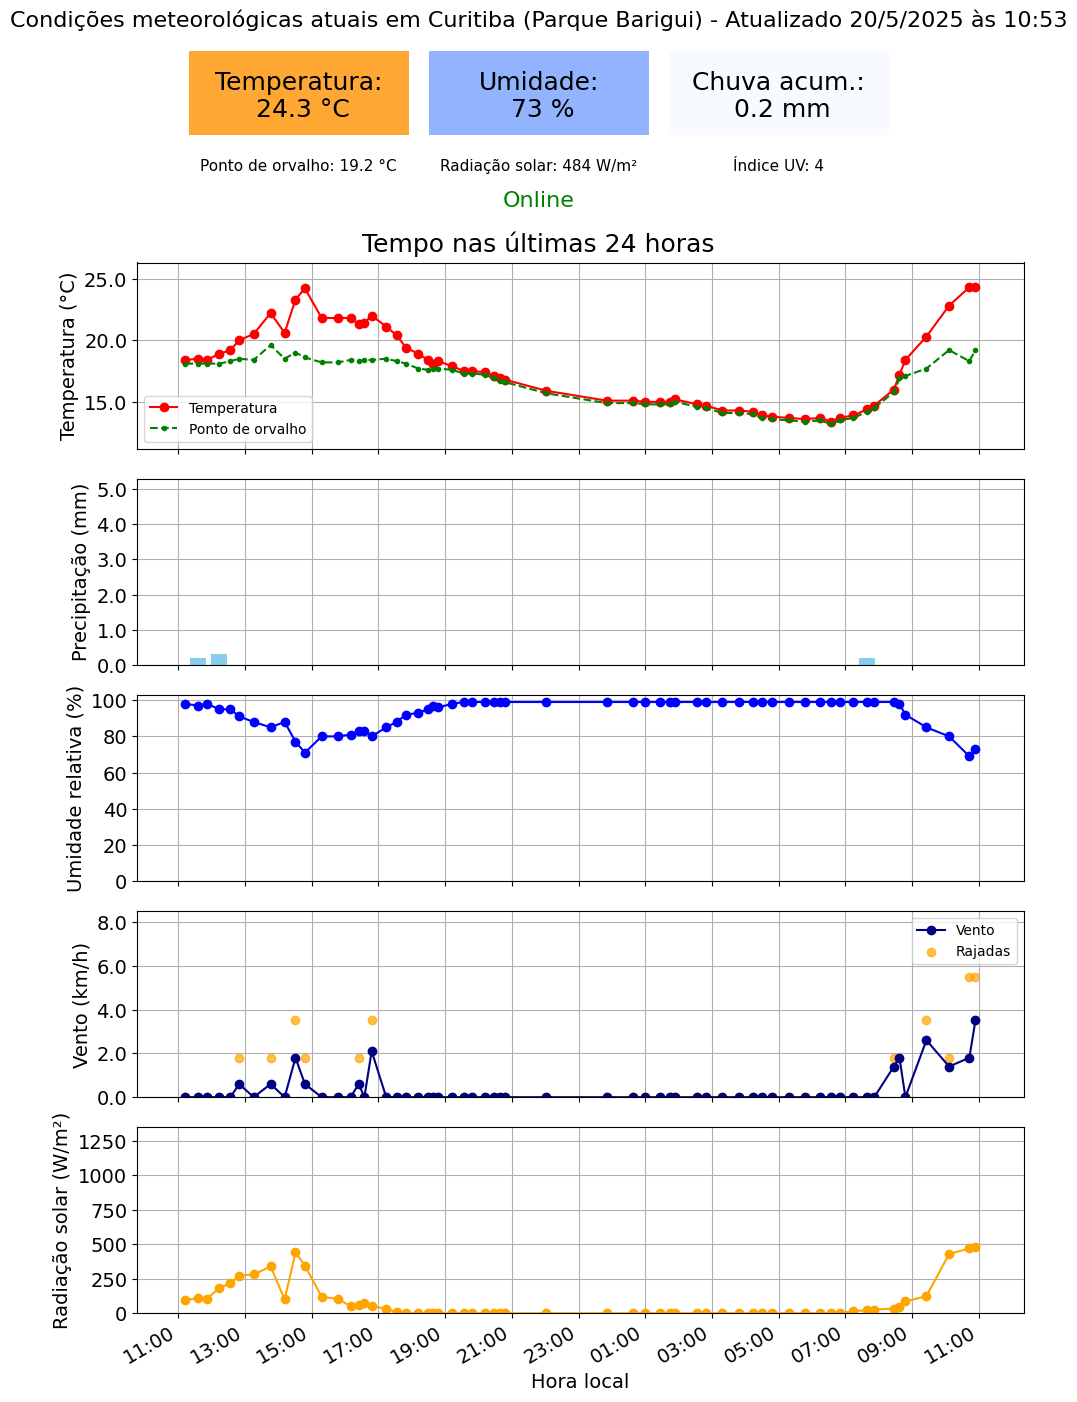 Condições meteorológicas atuais em Curitiba (Parque Barigui) - Atualizado 20/5/2025 às 10:53
Temperatura:
24.3 °C
Umidade:
73 %
Chuva acum.:
0.2 mm
Ponto de orvalho: 19.2 °C
Radiação solar: 484 W/m²
Índice UV: 4
Online
Tempo nas últimas 24 horas
Temperatura (°C)
25.0
20.0
15.0
Temperatura
Ponto de orvalho
Precipitação (mm)
5.0
4.0
3.0
2.0
1.0
0.0
Umidade relativa (%)
100
80
60
40
20
0
Vento (km/h)
8.0
6.0
4.0
2.0
0.0
Vento
Rajadas
Radiação solar (W/m²)
1250
1000
750
500
250
0
11:00
13:00
15:00
17:00
19:00
21:00
23:00
01:00
03:00
05:00
07:00
09:00
11:00
Hora local